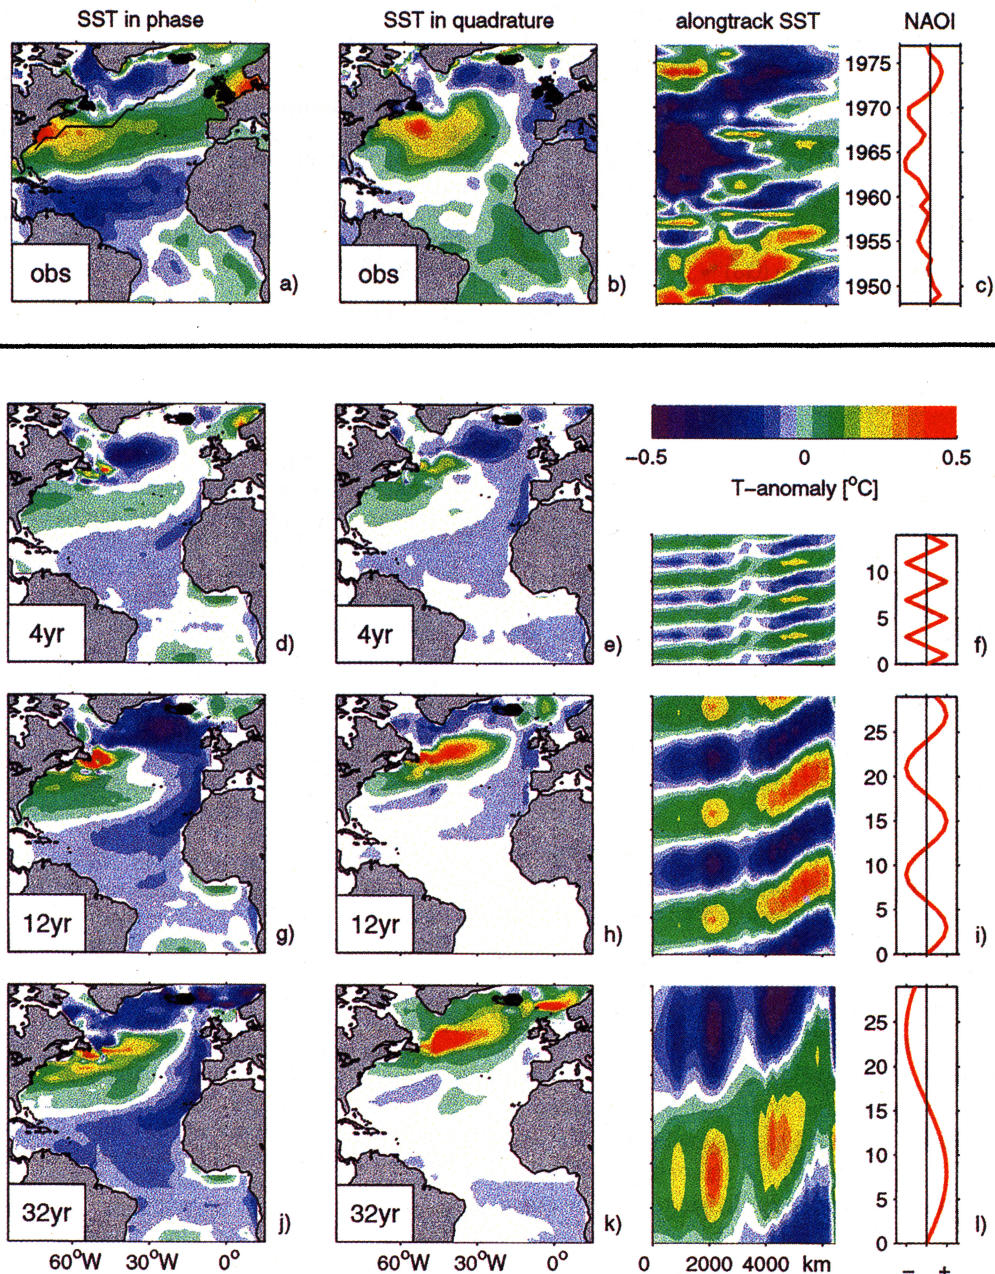 SST in phase SST in quadrature alongtrack SST NAOI
1975
1970
1965
1960
1955
1950
obs a) obs b) c)
−0.5 0 0.5
T−anomaly [°C]
10
5
0
4yr d) 4yr e) f)
25
20
15
10
5
0
12yr g) 12yr h) i)
25
20
15
10
5
0
32yr j) 32yr k) l)
60°W 30°W 0° 60°W 30°W 0° 0 2000 4000 km − +